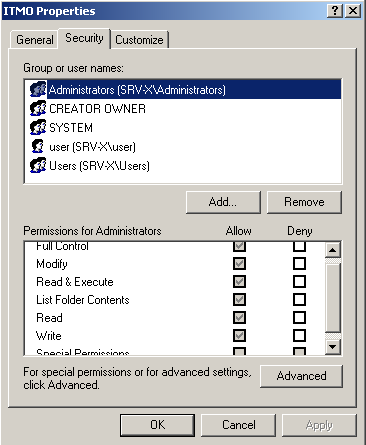 ITMO Properties
General Security Customize
Group or user names:
Administrators (SRV-X\Administrators)
CREATOR OWNER
SYSTEM
user (SRV-X\user)
Users (SRV-X\Users)
Add... Remove
Permissions for Administrators Allow Deny
Full Control
Modify
Read & Execute
List Folder Contents
Read
Write
Special Permissions
For special permissions or for advanced settings,
click Advanced. Advanced
OK Cancel Apply